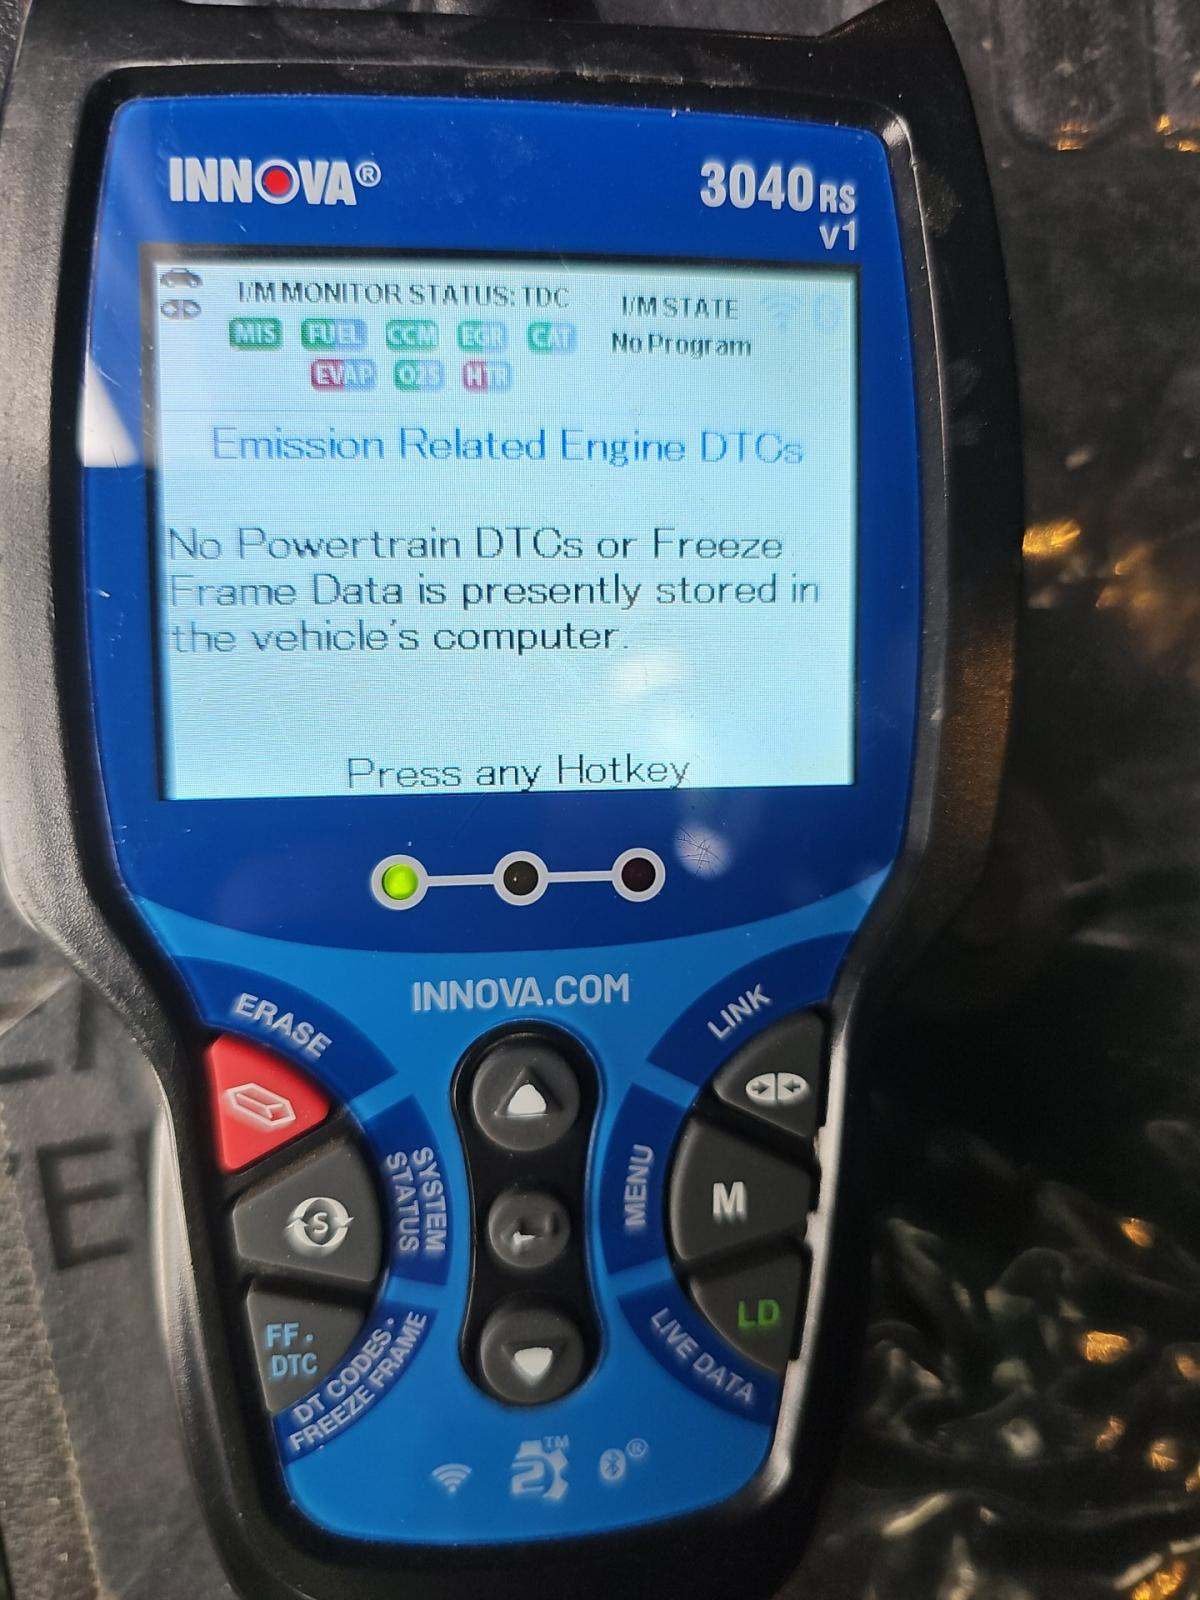 INNOVA®
3040RS
v1
I/M MONITOR STATUS: TDC
I/M STATE
MIS FUEL CCM EGR CAT
No Program
EVAP O2S HTR
Emission Related Engine DTCs
No Powertrain DTCs or Freeze
Frame Data is presently stored in
the vehicle's computer.
Press any Hotkey
INNOVA.COM
ERASE
LINK
SYSTEM
STATUS
S
MENU
M
FF•
DTC
DT CODES•
FREEZE FRAME
LD
LIVE DATA
2™
®
E